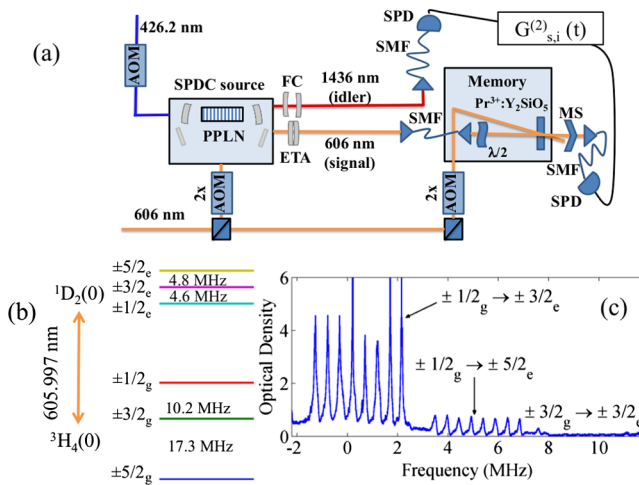 (a)
426.2 nm
AOM
SPDC source
PPLN
FC
1436 nm
(idler)
ETA
606 nm
(signal)
SMF
SPD
SMF
G⁽²⁾s,i (t)
Memory
Pr³⁺:Y₂SiO₅
λ/2
MS
SMF
SPD
2x
AOM
2x
AOM
606 nm
(b)
¹D₂(0)
605.997 nm
³H₄(0)
±5/2e
4.8 MHz
±3/2e
4.6 MHz
±1/2e
±1/2g
10.2 MHz
±3/2g
17.3 MHz
±5/2g
(c)
Optical Density
6
4
2
0
± 1/2g → ± 3/2e
± 1/2g → ± 5/2e
± 3/2g → ± 3/2e
-2 0 2 4 6 8 10
Frequency (MHz)